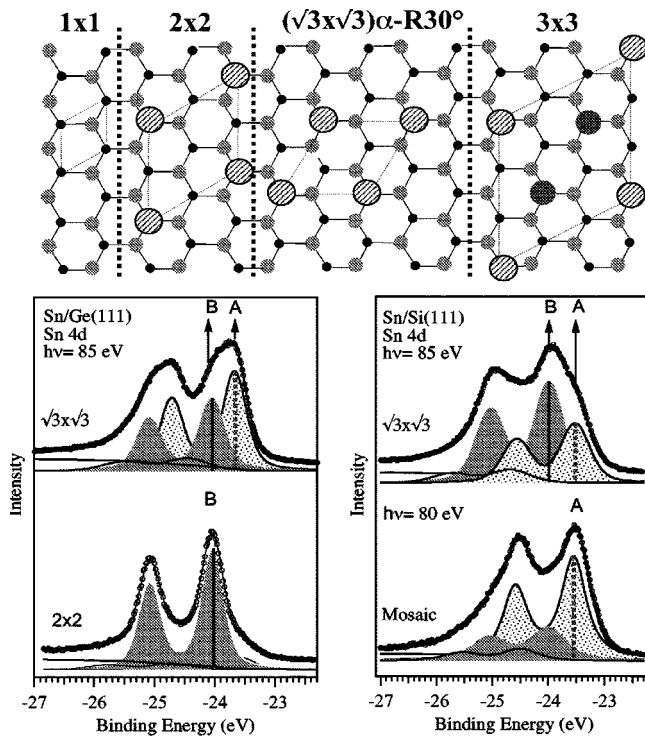 1x1 2x2 (√3x√3)α-R30° 3x3
Sn/Ge(111)
Sn 4d
hν= 85 eV
B A
√3x√3
B
2x2
Intensity
-27 -26 -25 -24 -23
Binding Energy (eV)
Sn/Si(111)
Sn 4d
hν= 85 eV
B A
√3x√3
hν= 80 eV
A
Mosaic
Intensity
-27 -26 -25 -24 -23
Binding Energy (eV)